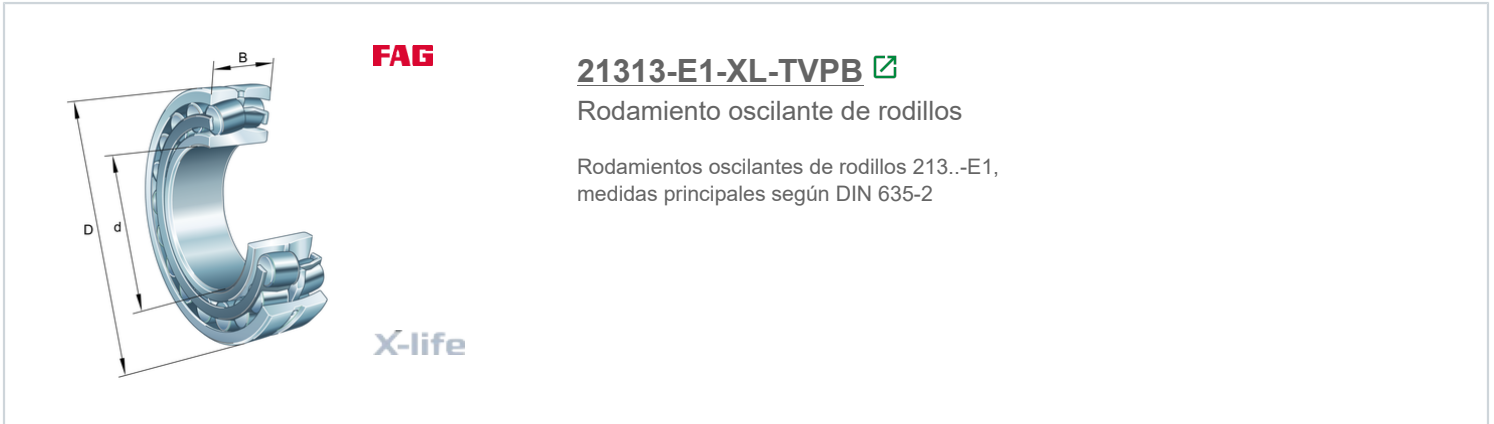 B
FAG
21313-E1-XL-TVPB
Rodamiento oscilante de rodillos
Rodamientos oscilantes de rodillos 213..-E1,
medidas principales según DIN 635-2
D
d
X-life